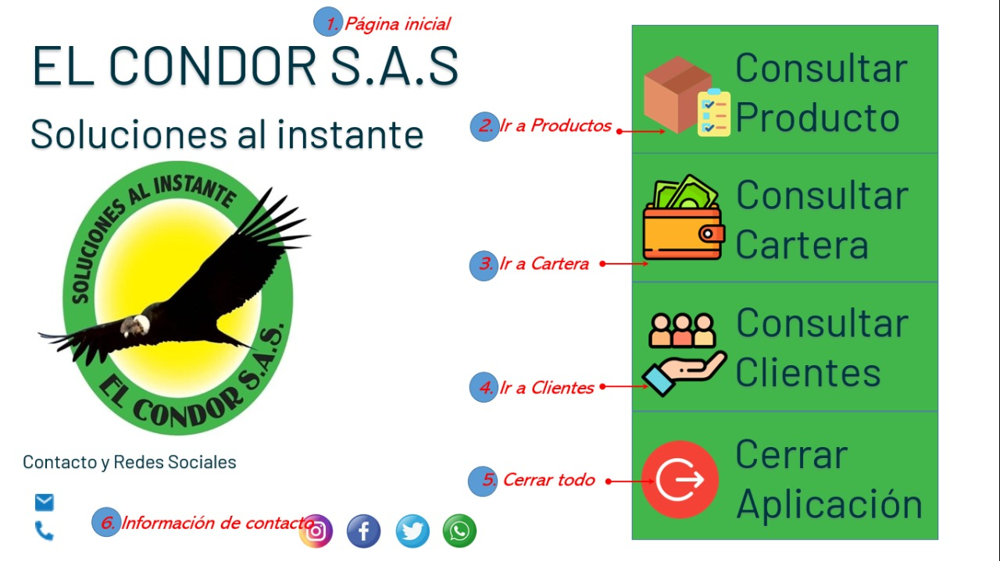 1. Página inicial
EL CONDOR S.A.S
Soluciones al instante
SOLUCIONES AL INSTANTE
EL CONDOR S.A.S.
Contacto y Redes Sociales
6. Información de contacto
2. Ir a Productos
3. Ir a Cartera
4. Ir a Clientes
5. Cerrar todo
Consultar
Producto
Consultar
Cartera
Consultar
Clientes
Cerrar
Aplicación